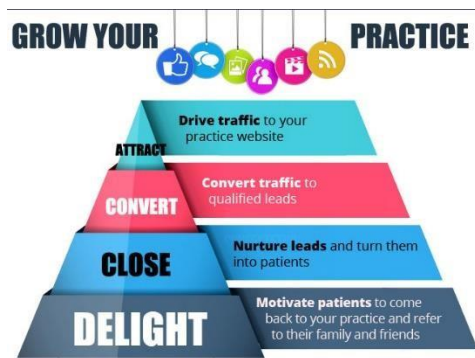 GROW YOUR PRACTICE
ATTRACT
Drive traffic to your
practice website
CONVERT
Convert traffic to
qualified leads
CLOSE
Nurture leads and turn them
into patients
DELIGHT
Motivate patients to come
back to your practice and refer
to their family and friends